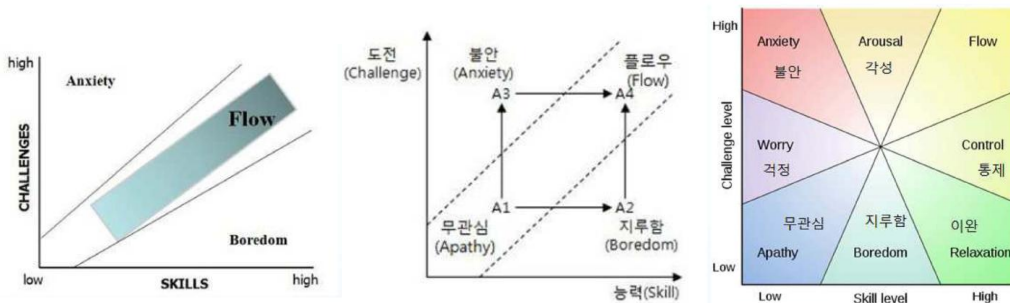 high
Anxiety
CHALLENGES
Flow
Boredom
low
SKILLS
high
도전
(Challenge)
불안
(Anxiety)
플로우
(Flow)
A3
A4
A1
A2
무관심
(Apathy)
지루함
(Boredom)
능력(Skill)
High
Challenge level
Low
Anxiety
불안
Arousal
각성
Flow
Worry
걱정
Control
통제
무관심
Apathy
지루함
Boredom
이완
Relaxation
Low
Skill level
High